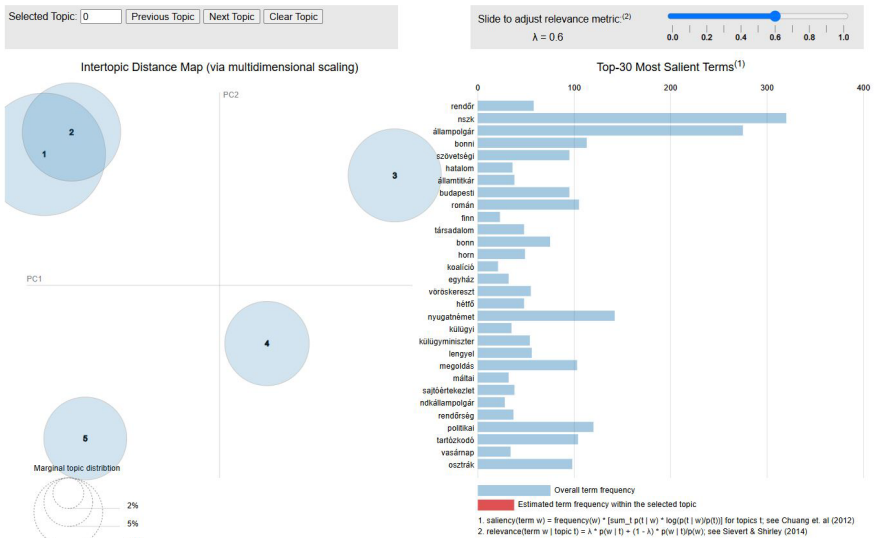 Selected Topic: 0 Previous Topic Next Topic Clear Topic
Slide to adjust relevance metric:(2)
λ = 0.6
0.0 0.2 0.4 0.6 0.8 1.0
Intertopic Distance Map (via multidimensional scaling)
PC2
PC1
1
2
3
4
5
Marginal topic distribtion
2%
5%
Top-30 Most Salient Terms(1)
0 100 200 300 400
rendőr
nszk
állampolgár
bonni
szövetségi
hatalom
államtitkár
budapesti
román
finn
társadalom
bonn
horn
koalíció
egyház
vöröskereszt
hétfő
nyugatnémet
külügyi
külügyminiszter
lengyel
megoldás
máltai
sajtóértekezlet
ndkállampolgár
rendőrség
politikai
tartózkodó
vasárnap
osztrák
Overall term frequency
Estimated term frequency within the selected topic
1. saliency(term w) = frequency(w) * [sum_t p(t | w) * log(p(t | w)/p(t))] for topics t; see Chuang et. al (2012)
2. relevance(term w | topic t) = λ * p(w | t) + (1 - λ) * p(w | t)/p(w); see Sievert & Shirley (2014)